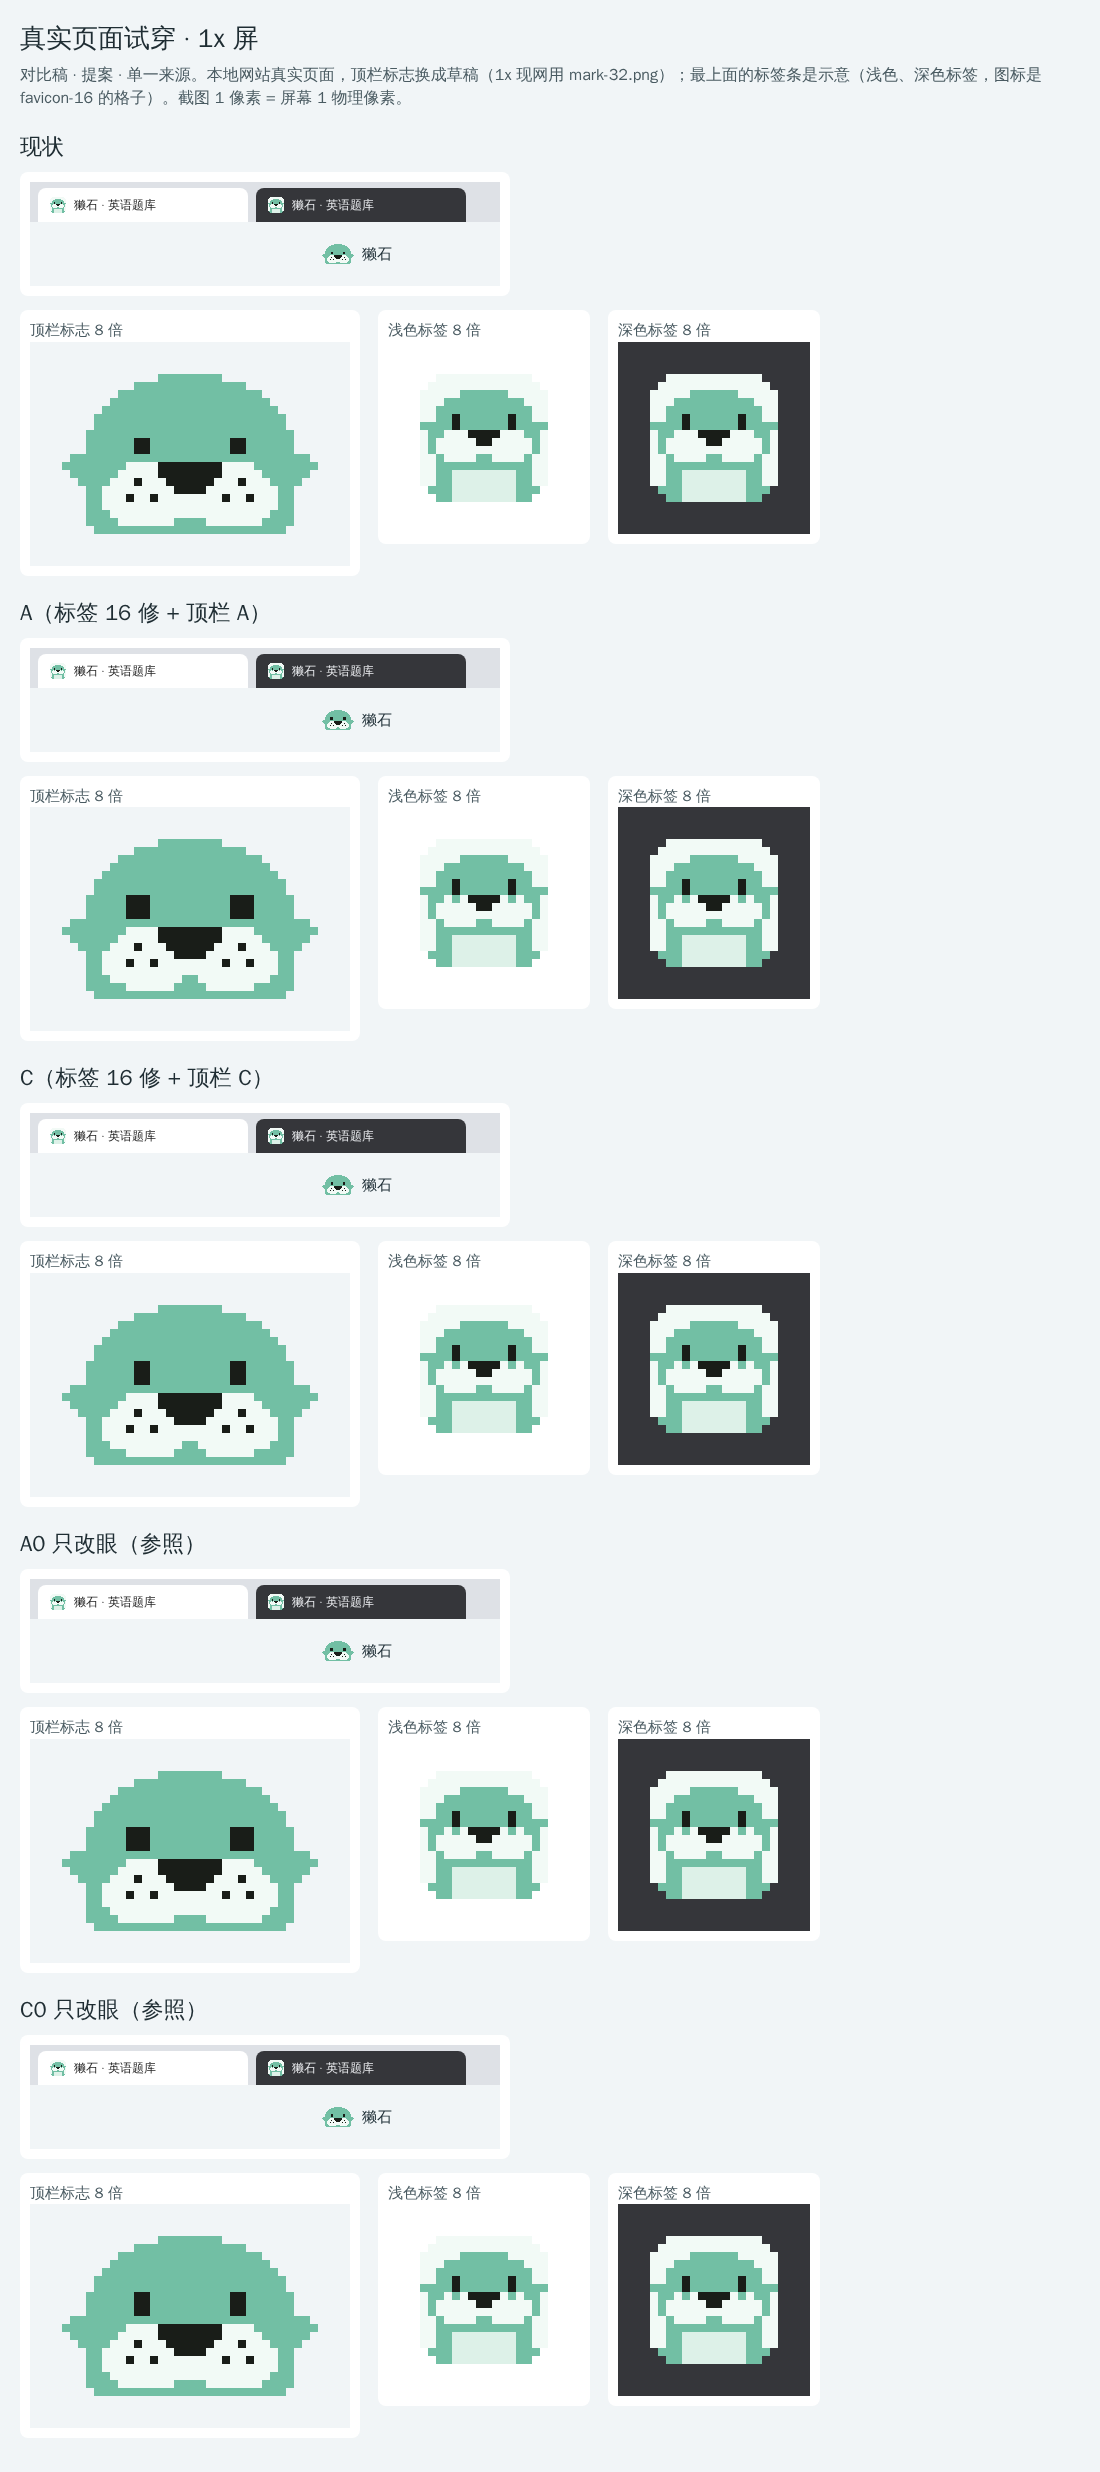 真实页面试穿 · 1x 屏
对比稿 · 提案 · 单一来源。本地网站真实页面，顶栏标志换成草稿（1x 现网用 mark-32.png）；最上面的标签条是示意（浅色、深色标签，图标是
favicon-16 的格子）。截图 1 像素 = 屏幕 1 物理像素。
现状
獭石 · 英语题库 獭石 · 英语题库
獭石
顶栏标志 8 倍 浅色标签 8 倍 深色标签 8 倍
A（标签 16 修 + 顶栏 A）
獭石 · 英语题库 獭石 · 英语题库
獭石
顶栏标志 8 倍 浅色标签 8 倍 深色标签 8 倍
C（标签 16 修 + 顶栏 C）
獭石 · 英语题库 獭石 · 英语题库
獭石
顶栏标志 8 倍 浅色标签 8 倍 深色标签 8 倍
A0 只改眼（参照）
獭石 · 英语题库 獭石 · 英语题库
獭石
顶栏标志 8 倍 浅色标签 8 倍 深色标签 8 倍
C0 只改眼（参照）
獭石 · 英语题库 獭石 · 英语题库
獭石
顶栏标志 8 倍 浅色标签 8 倍 深色标签 8 倍